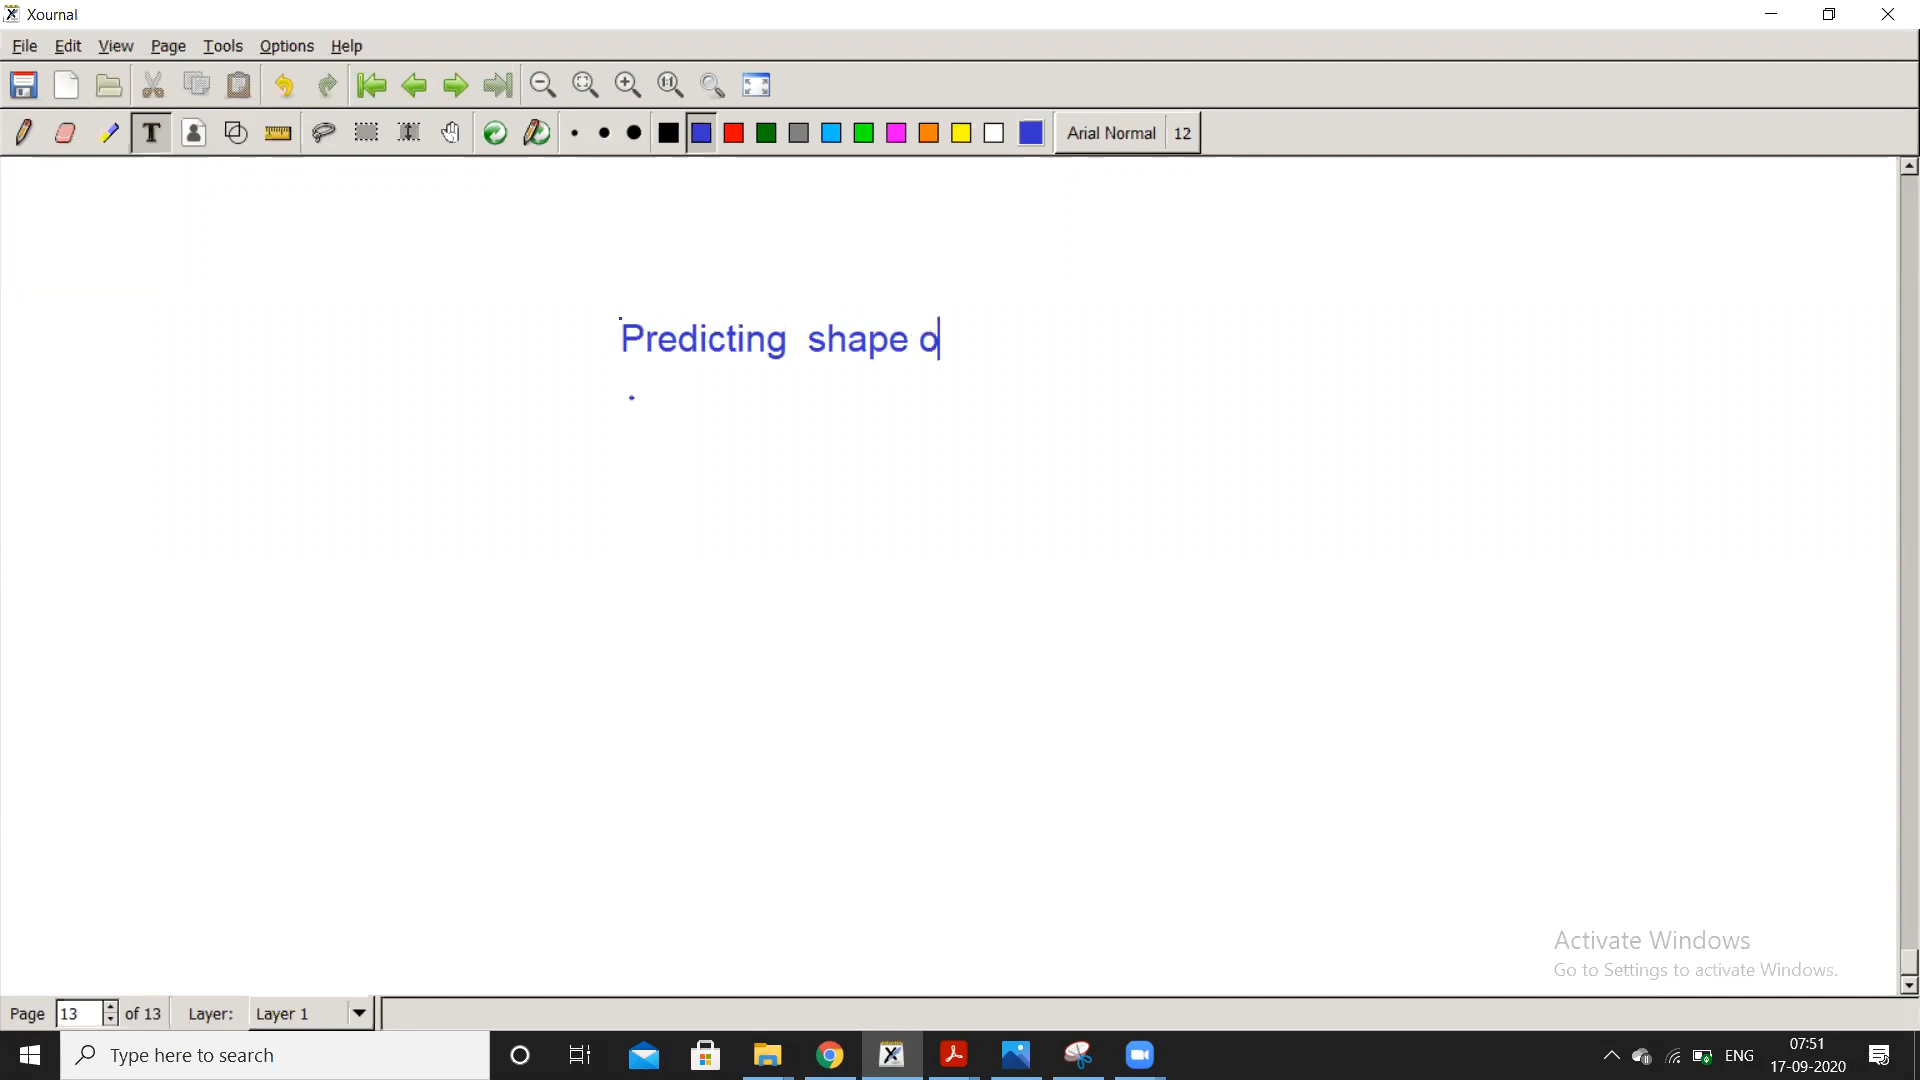 Xournal
File Edit View Page Tools Options Help
T 1:1
Arial Normal 12
Predicting  shape o
Activate Windows
Go to Settings to activate Windows.
Page 13 of 13 Layer: Layer 1
Type here to search
ENG
07:51
17-09-2020